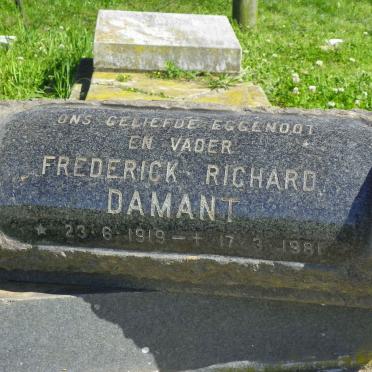 ONS GELIEFDE EGGENOOT
EN VADER
FREDERICK RICHARD
DAMANT
* 23·6·1919 — + 17·3·1981